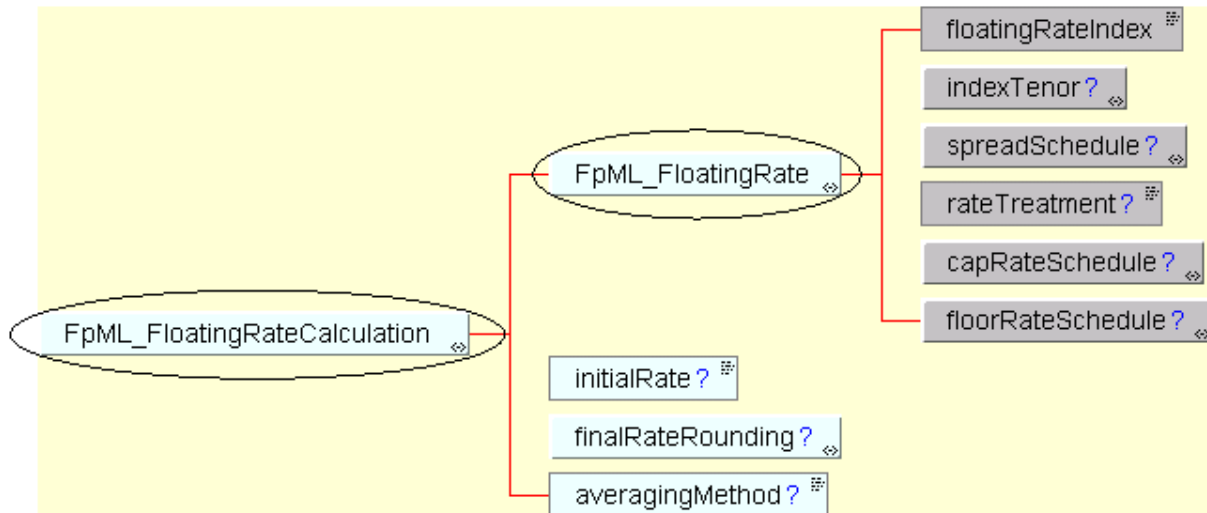 floatingRateIndex
indexTenor?
spreadSchedule?
FpML_FloatingRate
rateTreatment?
capRateSchedule?
floorRateSchedule?
FpML_FloatingRateCalculation
initialRate?
finalRateRounding?
averagingMethod?